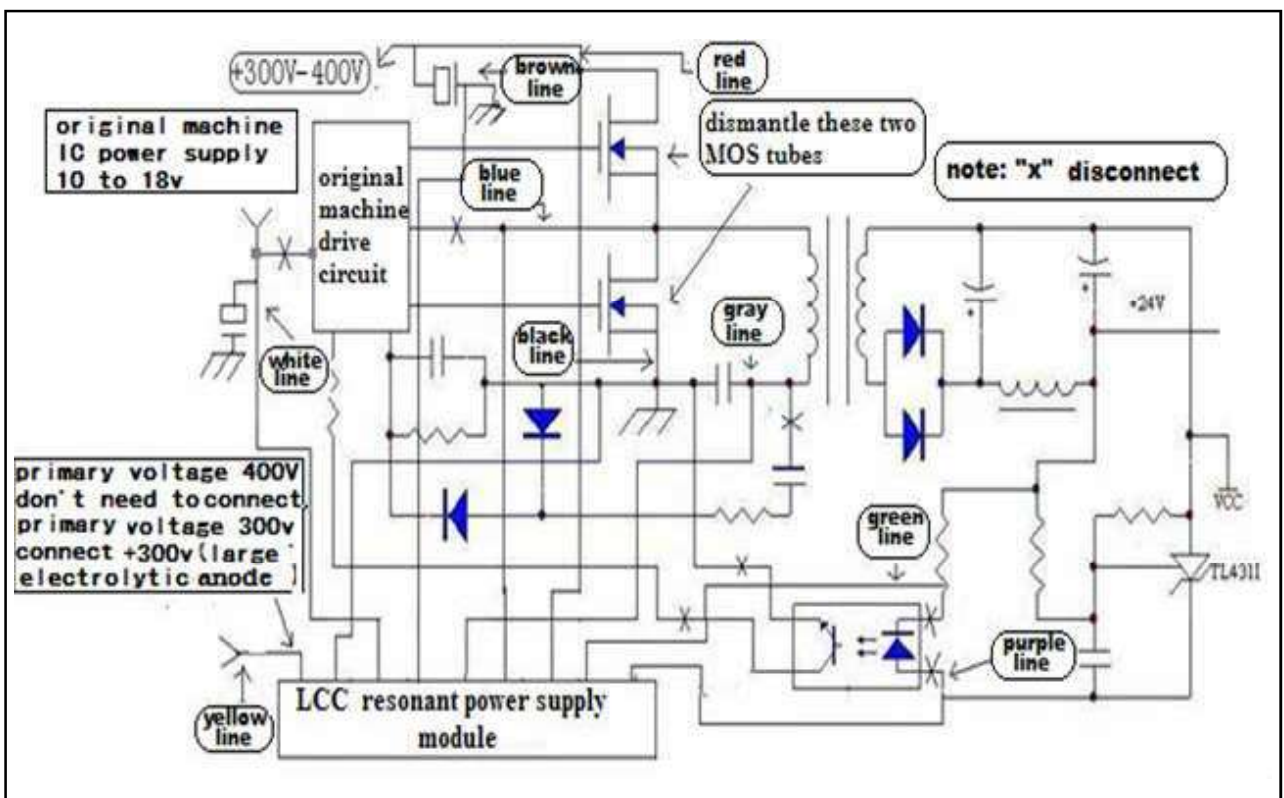 +300V-400V
brown
line
red
line
original machine
IC power supply
10 to 18v
original
machine
drive
circuit
blue
line
dismantle these two
MOS tubes
note: "x" disconnect
white
line
black
line
gray
line
+24V
primary voltage 400V
don't need to connect
primary voltage 300v
connect +300v(large
electrolytic anode )
green
line
VCC
TL431I
purple
line
yellow
line
LCC resonant power supply
module